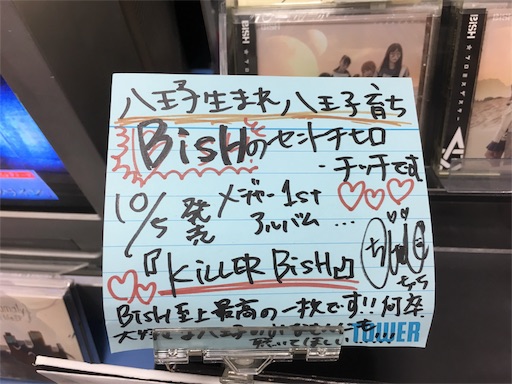 八王子生まれ 八王子育ち
BiSHのセントチヒロ
・チッチです
10/5 発売 メジャー1st アルバム …
『KiLLER BiSH』
BiSH至上最高の一枚です!! 何卒
TOWER
BiSH